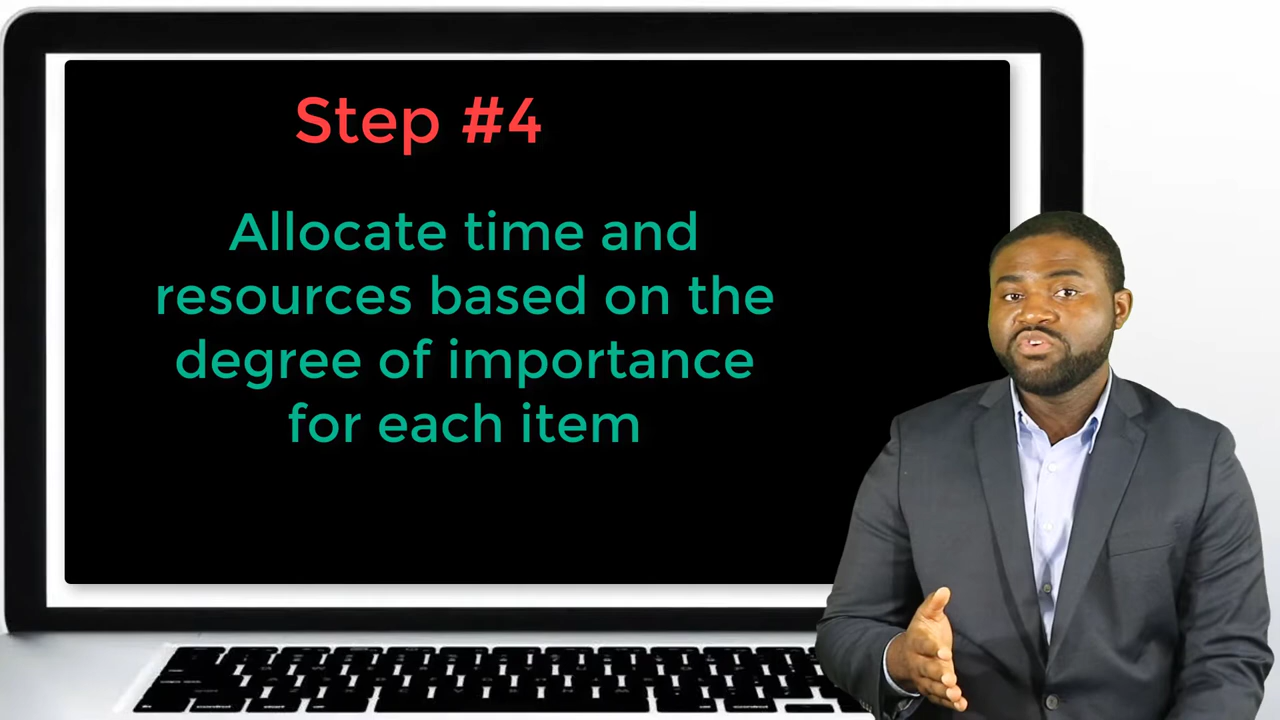 Step #4
Allocate time and
resources based on the
degree of importance
for each item